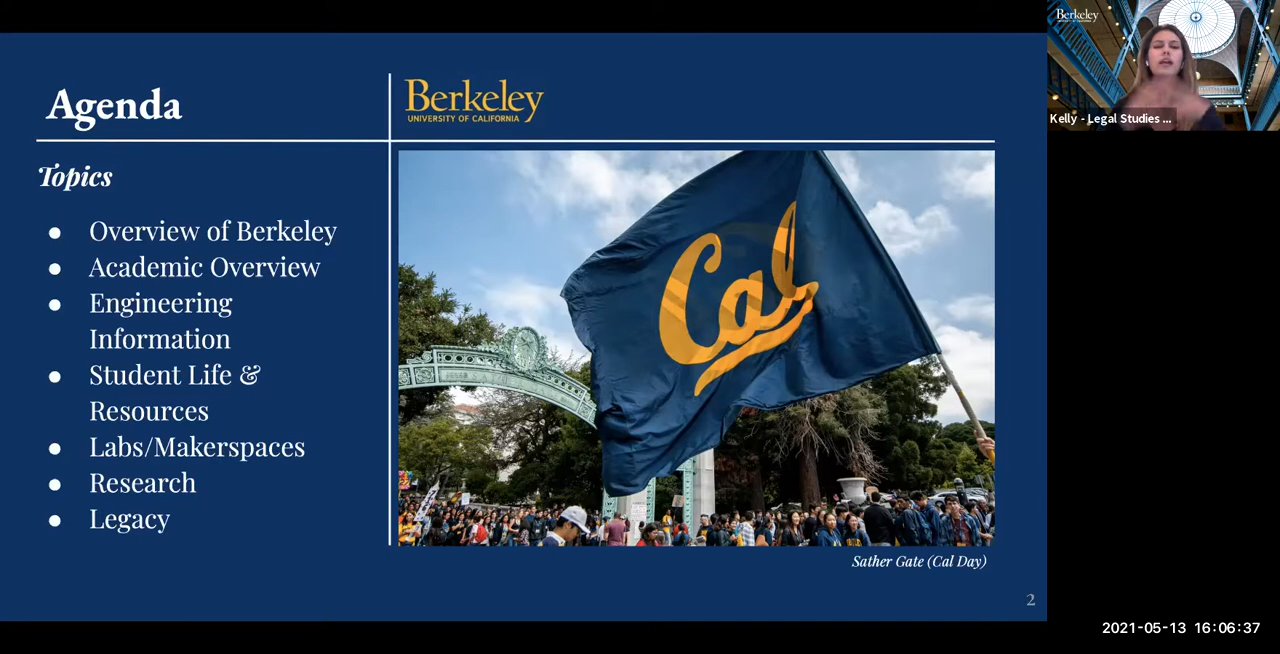 Agenda
Berkeley
UNIVERSITY OF CALIFORNIA
Topics
● Overview of Berkeley
● Academic Overview
● Engineering
Information
● Student Life &
Resources
● Labs/Makerspaces
● Research
● Legacy
Cal
Sather Gate (Cal Day)
2
Berkeley
Kelly - Legal Studies ...
2021-05-13 16:06:37